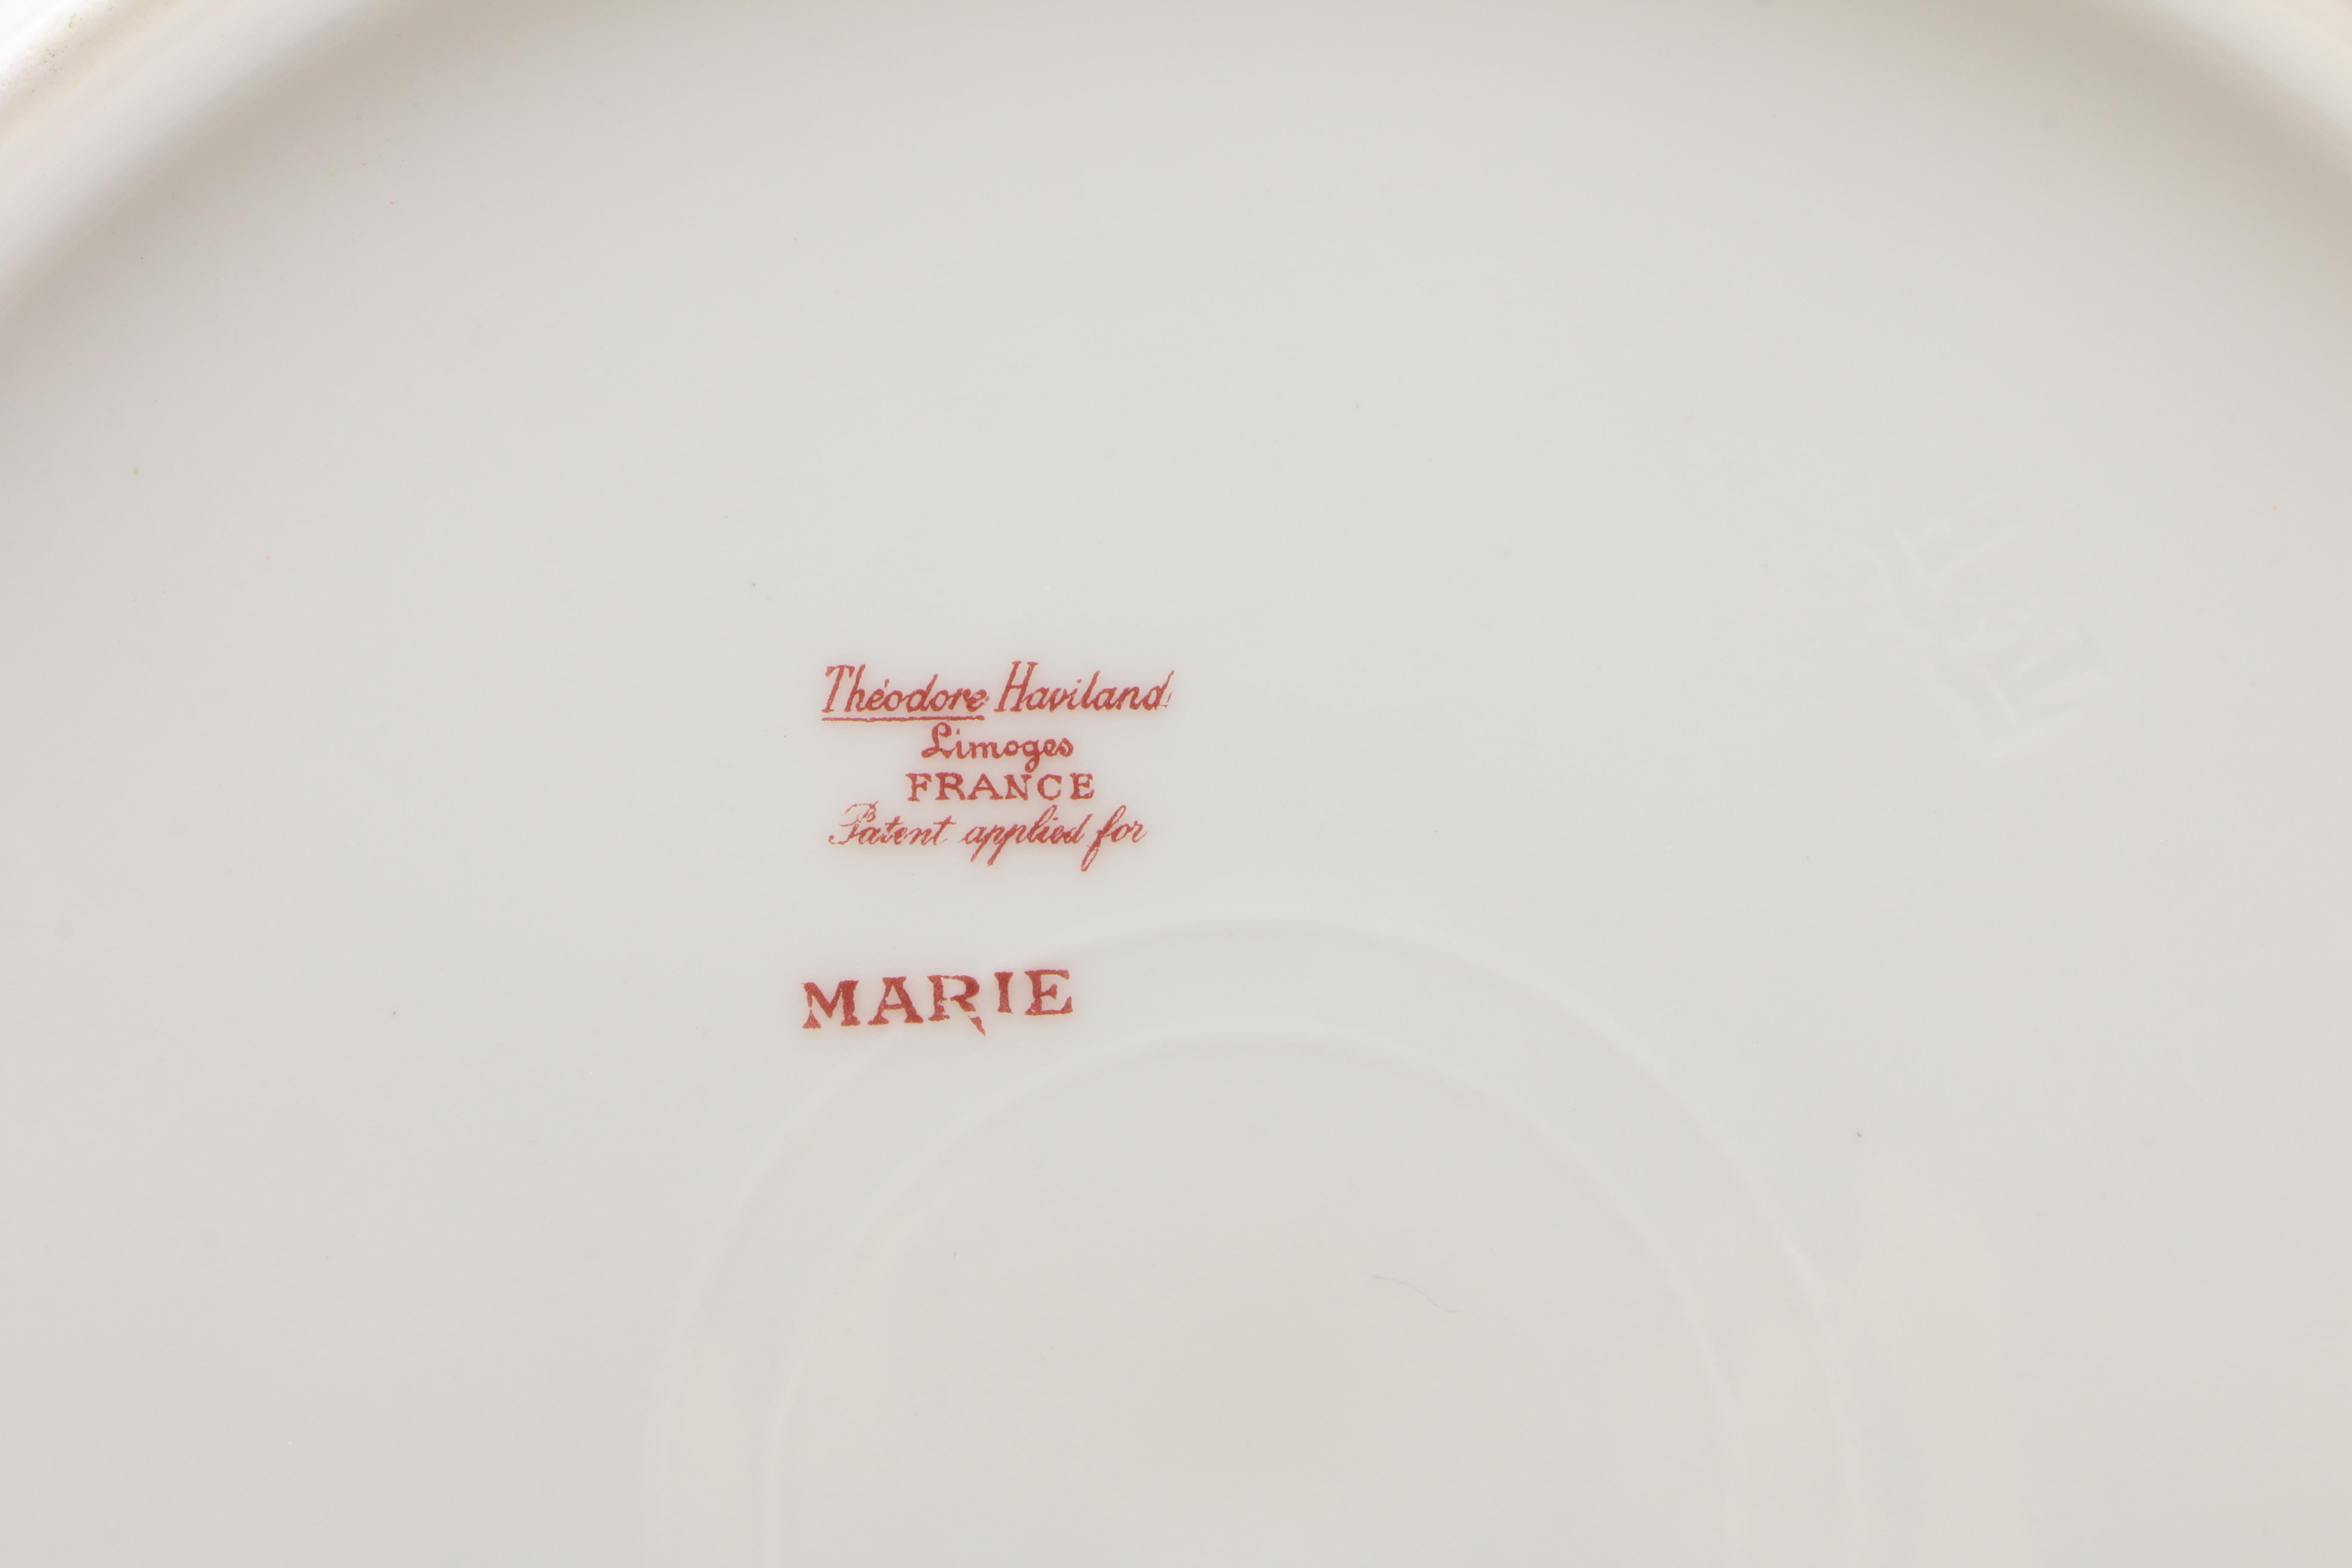 Théodore Haviland
Limoges
FRANCE
Patent applied for
MARIE